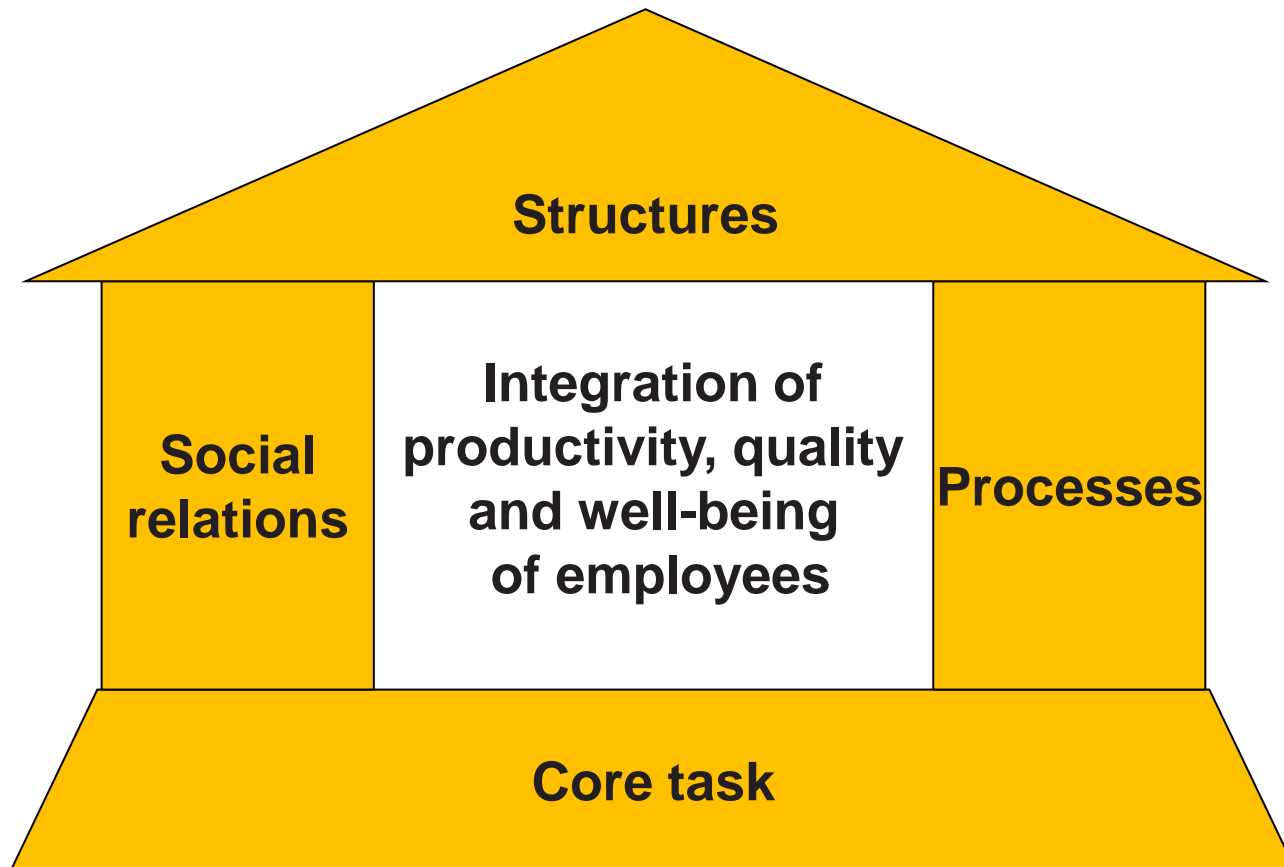 Structures
Social
relations
Integration of
productivity, quality
and well-being
of employees
Processes
Core task